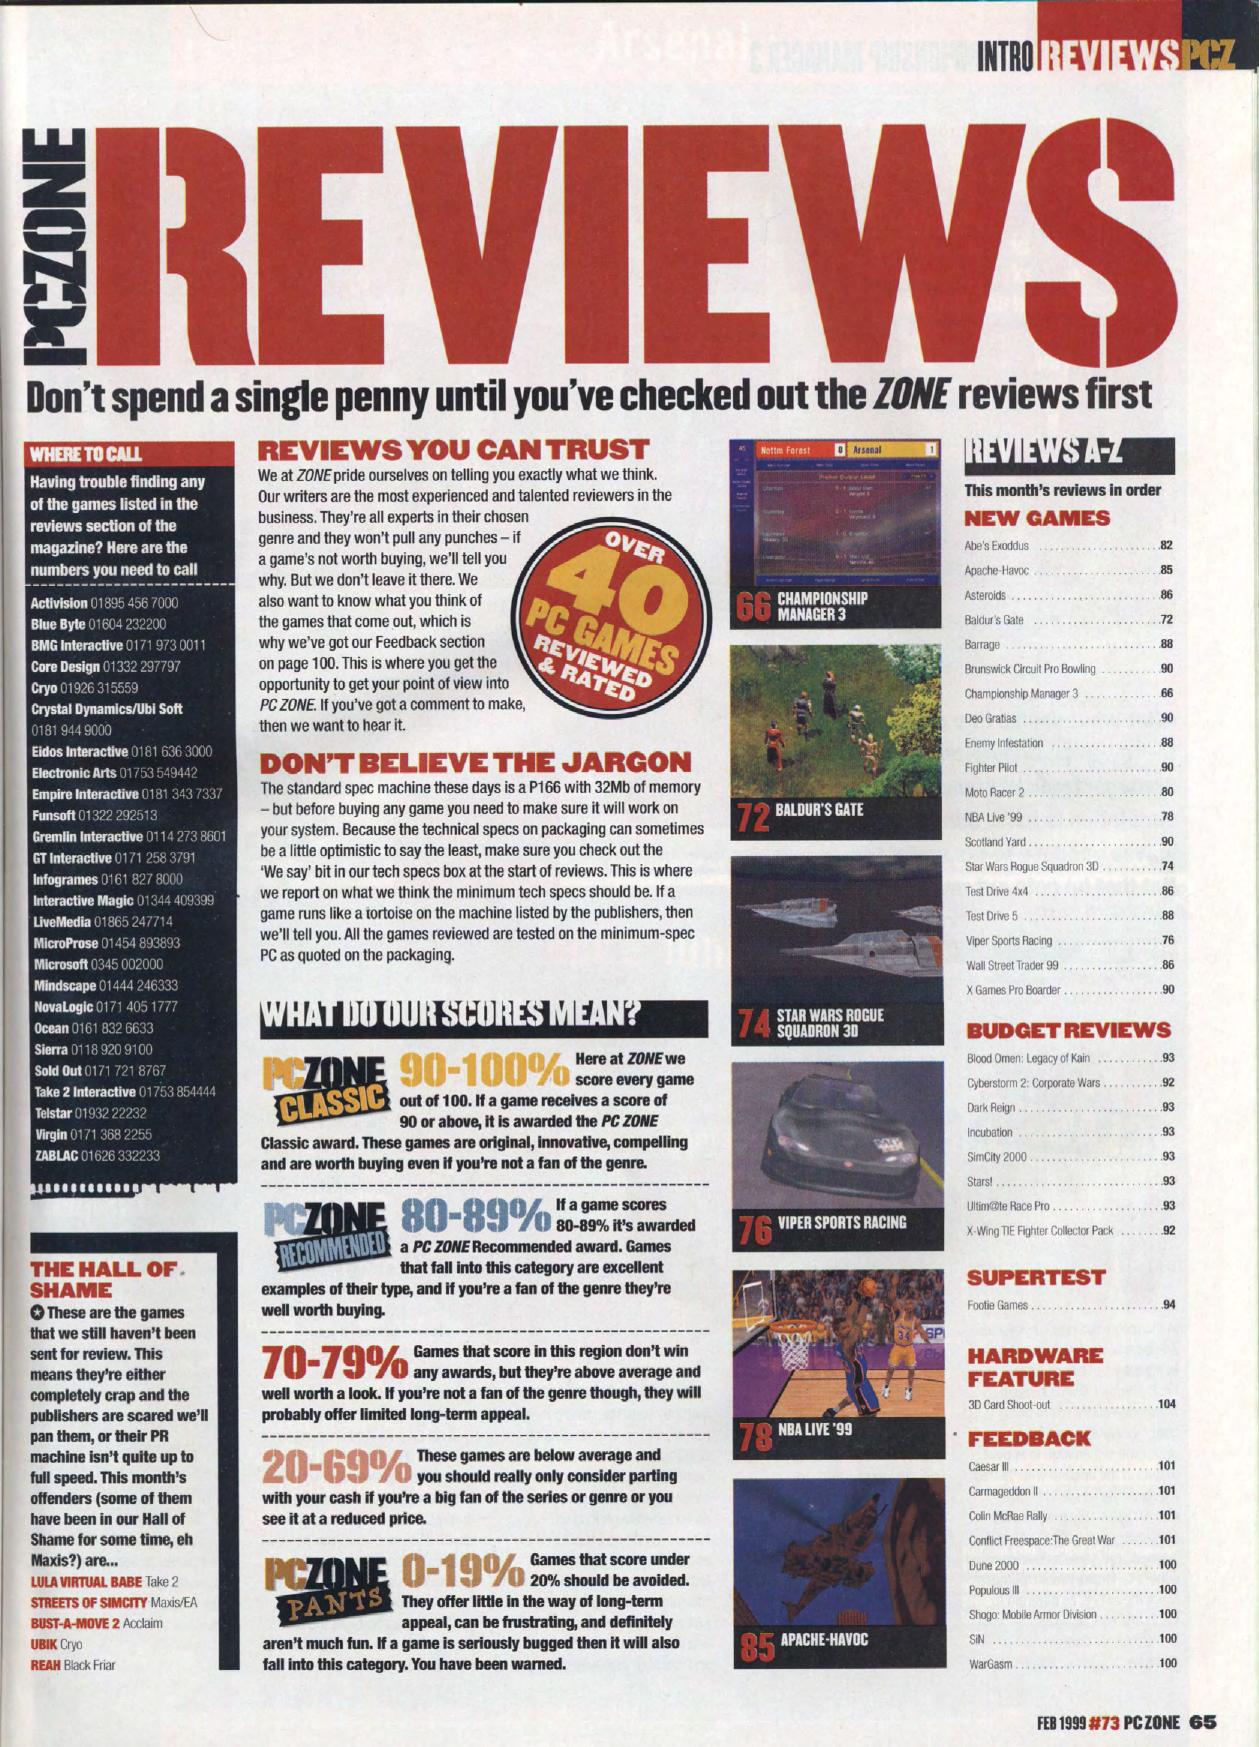 INTRO REVIEWS PCZ
PCZONE
REVIEWS
Don't spend a single penny until you've checked out the ZONE reviews first
WHERE TO CALL
Having trouble finding any
of the games listed in the
reviews section of the
magazine? Here are the
numbers you need to call
Activision 01895 456 7000
Blue Byte 01604 232200
BMG Interactive 0171 973 0011
Core Design 01332 297797
Cryo 01926 315559
Crystal Dynamics/Ubi Soft
0181 944 9000
Eidos Interactive 0181 636 3000
Electronic Arts 01753 549442
Empire Interactive 0181 343 7337
Funsoft 01322 292513
Gremlin Interactive 0114 273 8601
GT Interactive 0171 258 3791
Infogrames 0161 827 8000
Interactive Magic 01344 409399
LiveMedia 01865 247714
MicroProse 01454 893893
Microsoft 0345 002000
Mindscape 01444 246333
NovaLogic 0171 405 1777
Ocean 0161 832 6633
Sierra 0118 920 9100
Sold Out 0171 721 8767
Take 2 Interactive 01753 854444
Telstar 01932 22232
Virgin 0171 368 2255
ZABLAC 01626 332233
THE HALL OF
SHAME
These are the games
that we still haven't been
sent for review. This
means they're either
completely crap and the
publishers are scared we'll
pan them, or their PR
machine isn't quite up to
full speed. This month's
offenders (some of them
have been in our Hall of
Shame for some time, eh
Maxis?) are...
LULA VIRTUAL BABE Take 2
STREETS OF SIMCITY Maxis/EA
BUST-A-MOVE 2 Acclaim
UBIK Cryo
REAH Black Friar
REVIEWS YOU CAN TRUST
We at ZONE pride ourselves on telling you exactly what we think.
Our writers are the most experienced and talented reviewers in the
business. They're all experts in their chosen
genre and they won't pull any punches – if
a game's not worth buying, we'll tell you
why. But we don't leave it there. We
also want to know what you think of
the games that come out, which is
why we've got our Feedback section
on page 100. This is where you get the
opportunity to get your point of view into
PC ZONE. If you've got a comment to make,
then we want to hear it.
OVER
40
PC GAMES
REVIEWED
& RATED
DON'T BELIEVE THE JARGON
The standard spec machine these days is a P166 with 32Mb of memory
– but before buying any game you need to make sure it will work on
your system. Because the technical specs on packaging can sometimes
be a little optimistic to say the least, make sure you check out the
'We say' bit in our tech specs box at the start of reviews. This is where
we report on what we think the minimum tech specs should be. If a
game runs like a tortoise on the machine listed by the publishers, then
we'll tell you. All the games reviewed are tested on the minimum-spec
PC as quoted on the packaging.
WHAT DO OUR SCORES MEAN?
PCZONE
CLASSIC
90-100% Here at ZONE we
score every game
out of 100. If a game receives a score of
90 or above, it is awarded the PC ZONE
Classic award. These games are original, innovative, compelling
and are worth buying even if you're not a fan of the genre.
PCZONE
RECOMMENDED
80-89% If a game scores
80-89% it's awarded
a PC ZONE Recommended award. Games
that fall into this category are excellent
examples of their type, and if you're a fan of the genre they're
well worth buying.
70-79% Games that score in this region don't win
any awards, but they're above average and
well worth a look. If you're not a fan of the genre though, they will
probably offer limited long-term appeal.
20-69% These games are below average and
you should really only consider parting
with your cash if you're a big fan of the series or genre or you
see it at a reduced price.
PCZONE
PANTS
0-19% Games that score under
20% should be avoided.
They offer little in the way of long-term
appeal, can be frustrating, and definitely
aren't much fun. If a game is seriously bugged then it will also
fall into this category. You have been warned.
Nottm Forest 0 Arsenal 1
66 CHAMPIONSHIP
MANAGER 3
72 BALDUR'S GATE
74 STAR WARS ROGUE
SQUADRON 3D
76 VIPER SPORTS RACING
34
78 NBA LIVE '99
85 APACHE-HAVOC
REVIEWS A-Z
This month's reviews in order
NEW GAMES
Abe's Exoddus 82
Apache-Havoc 85
Asteroids 86
Baldur's Gate 72
Barrage 88
Brunswick Circuit Pro Bowling 90
Championship Manager 3 66
Deo Gratias 90
Enemy Infestation 88
Fighter Pilot 90
Moto Racer 2 80
NBA Live '99 78
Scotland Yard 90
Star Wars Rogue Squadron 3D 74
Test Drive 4x4 86
Test Drive 5 88
Viper Sports Racing 76
Wall Street Trader 99 86
X Games Pro Boarder 90
BUDGET REVIEWS
Blood Omen: Legacy of Kain 93
Cyberstorm 2: Corporate Wars 92
Dark Reign 93
Incubation 93
SimCity 2000 93
Stars! 93
Ultim@te Race Pro 93
X-Wing TIE Fighter Collector Pack 92
SUPERTEST
Footie Games 94
HARDWARE
FEATURE
3D Card Shoot-out 104
FEEDBACK
Caesar III 101
Carmageddon II 101
Colin McRae Rally 101
Conflict Freespace: The Great War 101
Dune 2000 100
Populous III 100
Shogo: Mobile Armor Division 100
SiN 100
WarGasm 100
FEB 1999 #73 PC ZONE 65